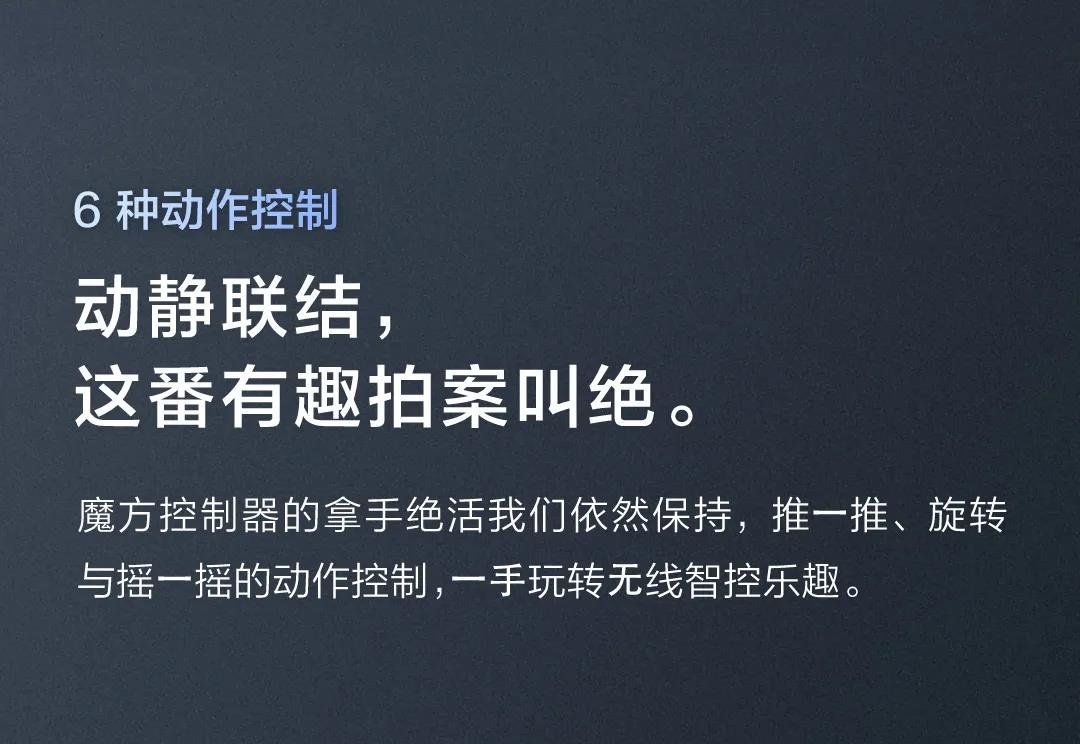 6 种动作控制
动静联结，
这番有趣拍案叫绝。
魔方控制器的拿手绝活我们依然保持，推一推、旋转
与摇一摇的动作控制，一手玩转无线智控乐趣。